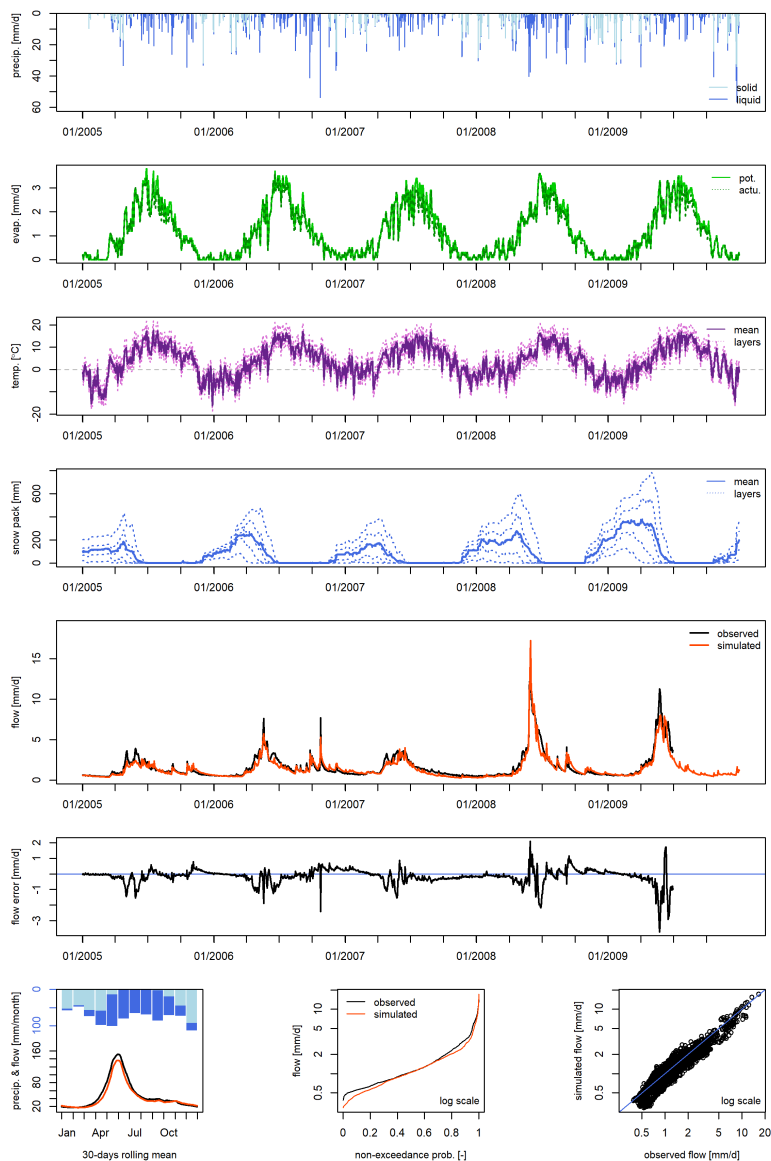 precip. [mm/d]
0
20
40
60
solid
liquid
01/2005 01/2006 01/2007 01/2008 01/2009
evap. [mm/d]
3
2
1
0
pot.
actu.
01/2005 01/2006 01/2007 01/2008 01/2009
temp. [°C]
20
10
0
-20
mean
layers
01/2005 01/2006 01/2007 01/2008 01/2009
snow pack [mm]
600
200
0
mean
layers
01/2005 01/2006 01/2007 01/2008 01/2009
flow [mm/d]
15
10
5
0
observed
simulated
01/2005 01/2006 01/2007 01/2008 01/2009
flow error [mm/d]
2
1
-1
-3
01/2005 01/2006 01/2007 01/2008 01/2009
precip. & flow [mm/month]
0
100
160
80
20
Jan Apr Jul Oct
30-days rolling mean
flow [mm/d]
10
5
2
0.5
observed
simulated
log scale
0 0.2 0.4 0.6 0.8 1
non-exceedance prob. [-]
simulated flow [mm/d]
10
5
2
1
0.5
log scale
0.5 1 2 5 10 20
observed flow [mm/d]